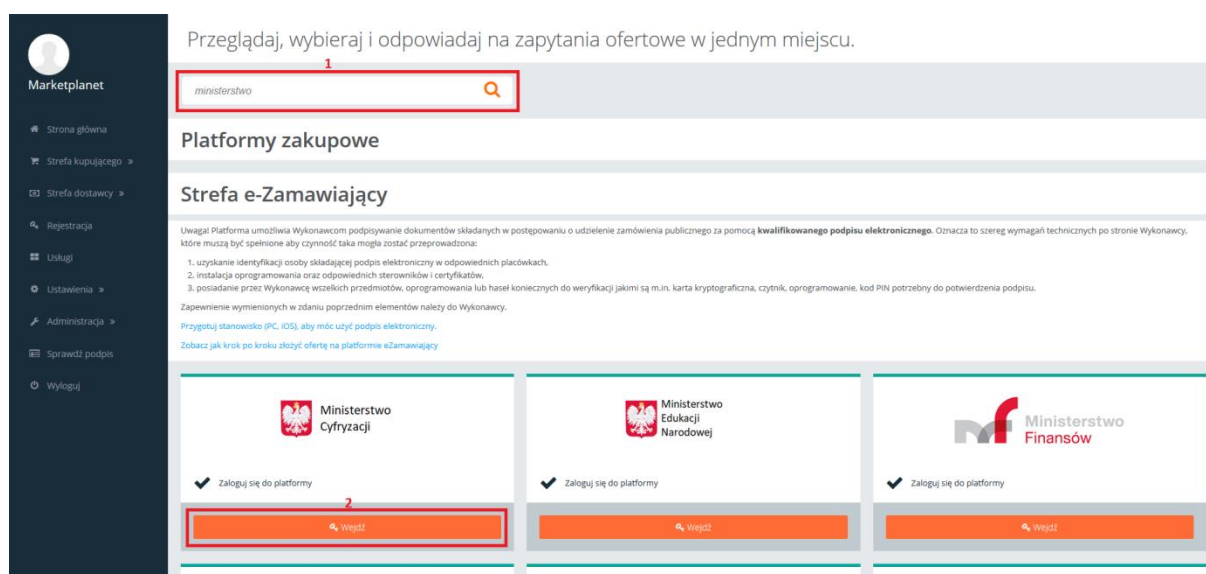 Przeglądaj, wybieraj i odpowiadaj na zapytania ofertowe w jednym miejscu.
1
Marketplanet
ministerstwo
Strona główna
Strefa kupującego »
Strefa dostawcy »
Rejestracja
Usługi
Ustawienia »
Administracja »
Sprawdź podpis
Wyloguj
Platformy zakupowe
Strefa e-Zamawiający
Uwaga! Platforma umożliwia Wykonawcom podpisywanie dokumentów składanych w postępowaniu o udzielenie zamówienia publicznego za pomocą kwalifikowanego podpisu elektronicznego. Oznacza to szereg wymagań technicznych po stronie Wykonawcy,
które muszą być spełnione aby czynność taka mogła zostać przeprowadzona:
1. uzyskanie identyfikacji osoby składającej podpis elektroniczny w odpowiednich placówkach,
2. instalacja oprogramowania oraz odpowiednich sterowników i certyfikatów,
3. posiadanie przez Wykonawcę wszelkich przedmiotów, oprogramowania lub haseł koniecznych do weryfikacji jakimi są m.in. karta kryptograficzna, czytnik, oprogramowanie, kod PIN potrzebny do potwierdzenia podpisu.
Zapewnienie wymienionych w zdaniu poprzednim elementów należy do Wykonawcy.
Przygotuj stanowisko (PC, iOS), aby móc użyć podpis elektroniczny.
Zobacz jak krok po kroku złożyć ofertę na platformie eZamawiający
Ministerstwo
Cyfryzacji
Zaloguj się do platformy
2
Wejdź
Ministerstwo
Edukacji
Narodowej
Zaloguj się do platformy
Wejdź
Ministerstwo
Finansów
Zaloguj się do platformy
Wejdź